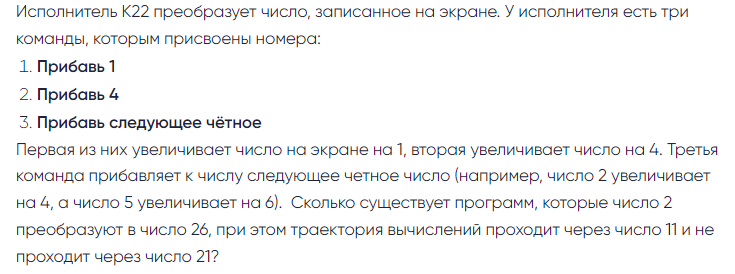 Исполнитель К22 преобразует число, записанное на экране. У исполнителя есть три
команды, которым присвоены номера:
1. Прибавь 1
2. Прибавь 4
3. Прибавь следующее чётное
Первая из них увеличивает число на экране на 1, вторая увеличивает число на 4. Третья
команда прибавляет к числу следующее четное число (например, число 2 увеличивает
на 4, а число 5 увеличивает на 6). Сколько существует программ, которые число 2
преобразуют в число 26, при этом траектория вычислений проходит через число 11 и не
проходит через число 21?